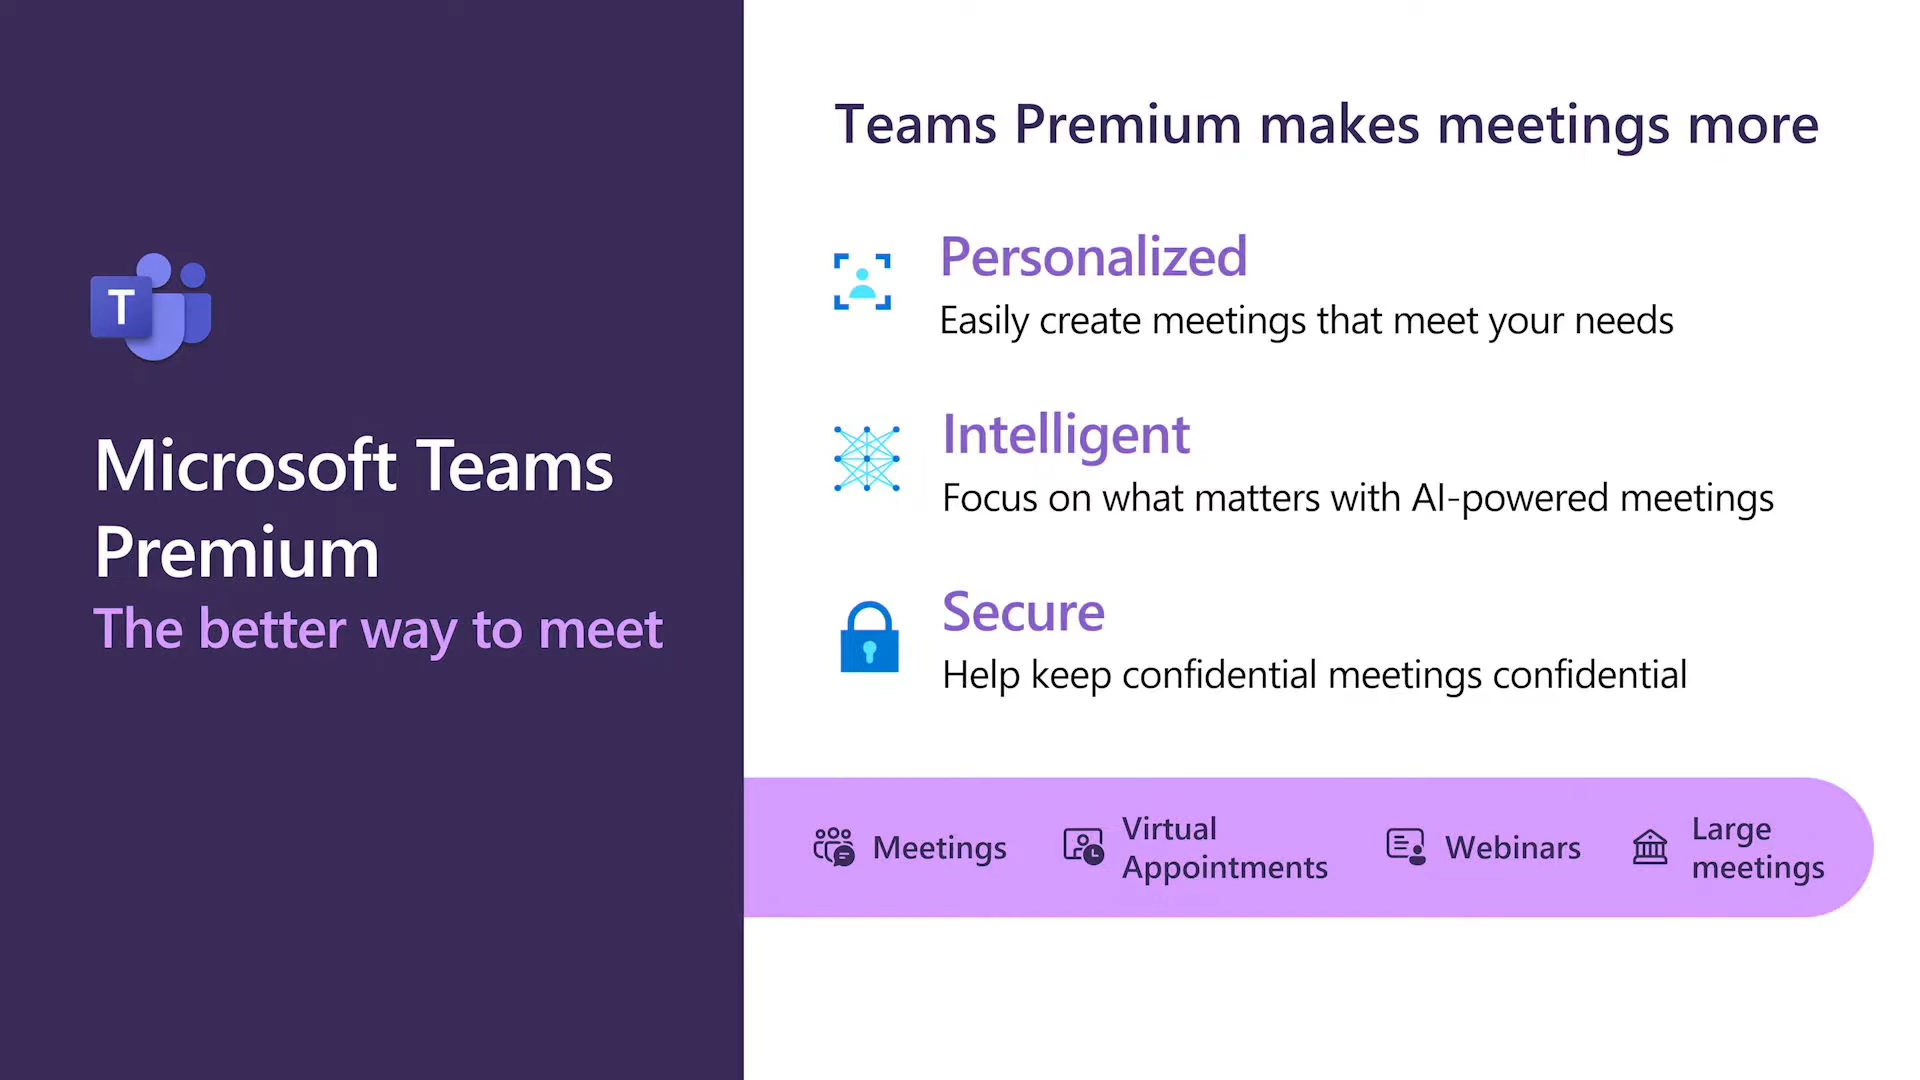 T
Microsoft Teams
Premium
The better way to meet
Teams Premium makes meetings more
Personalized
Easily create meetings that meet your needs
Intelligent
Focus on what matters with AI-powered meetings
Secure
Help keep confidential meetings confidential
Meetings
Virtual
Appointments
Webinars
Large
meetings